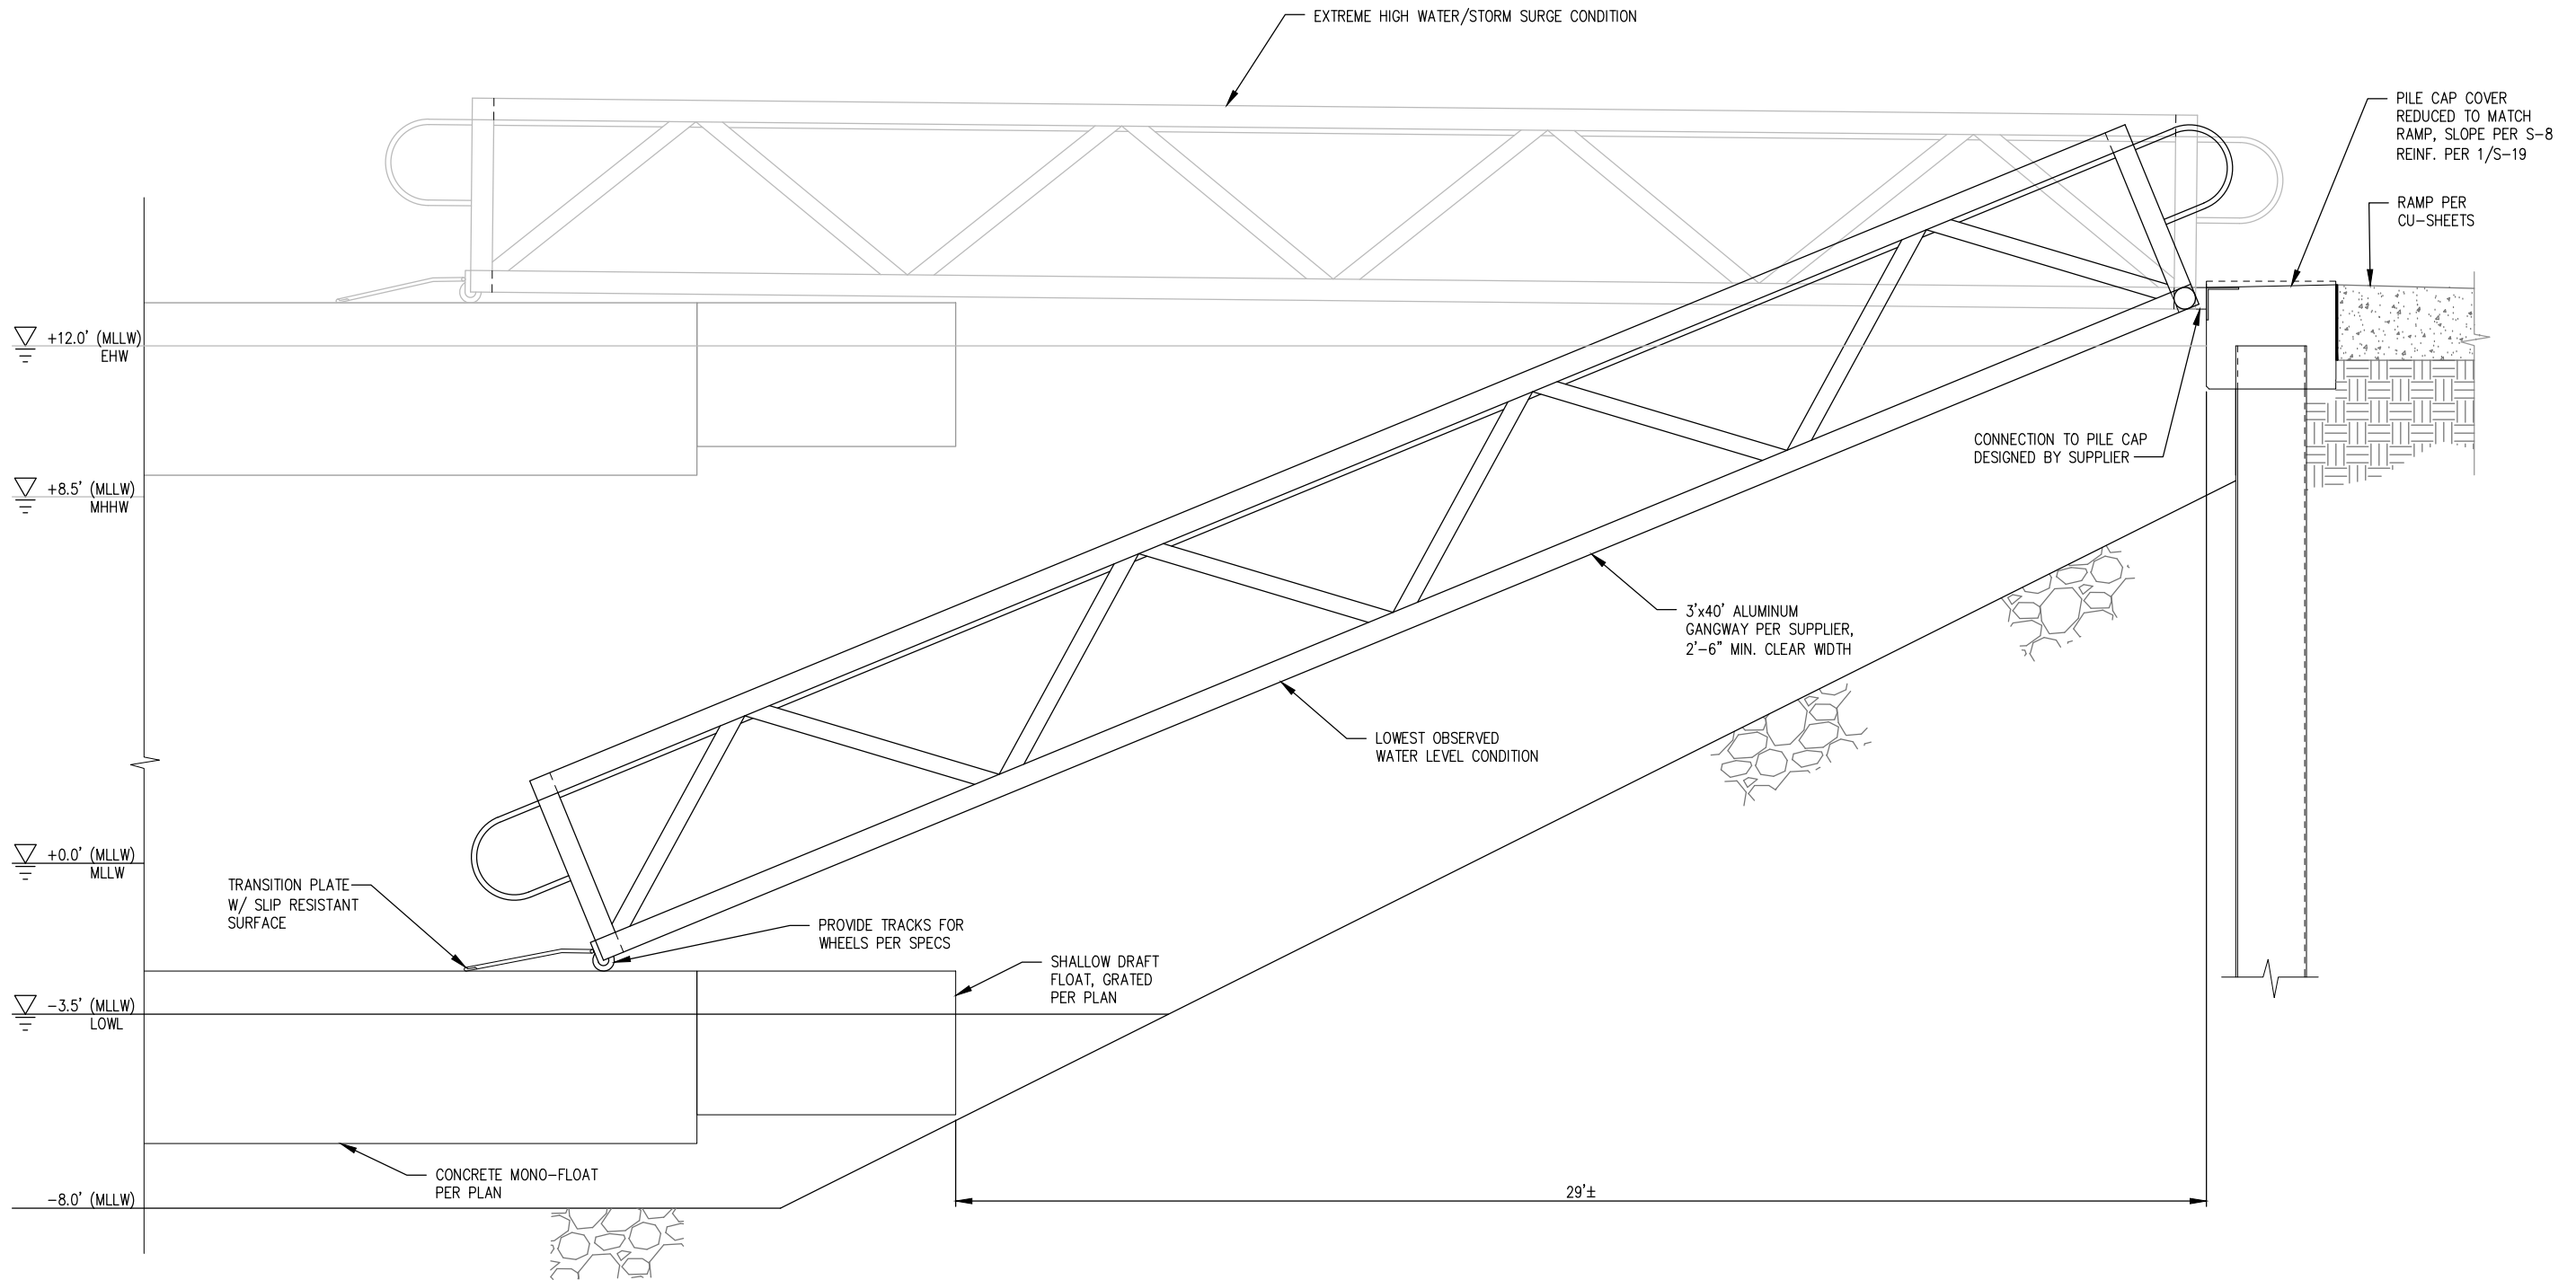 EXTREME HIGH WATER/STORM SURGE CONDITION
PILE CAP COVER
REDUCED TO MATCH
RAMP, SLOPE PER S-8
REINF. PER 1/S-19
RAMP PER
CU-SHEETS
+12.0' (MLLW)
EHW
CONNECTION TO PILE CAP
DESIGNED BY SUPPLIER
+8.5' (MLLW)
MHHW
3'x40' ALUMINUM
GANGWAY PER SUPPLIER,
2'-6" MIN. CLEAR WIDTH
LOWEST OBSERVED
WATER LEVEL CONDITION
+0.0' (MLLW)
MLLW
TRANSITION PLATE
W/ SLIP RESISTANT
SURFACE
PROVIDE TRACKS FOR
WHEELS PER SPECS
SHALLOW DRAFT
FLOAT, GRATED
PER PLAN
-3.5' (MLLW)
LOWL
CONCRETE MONO-FLOAT
PER PLAN
-8.0' (MLLW)
29'±